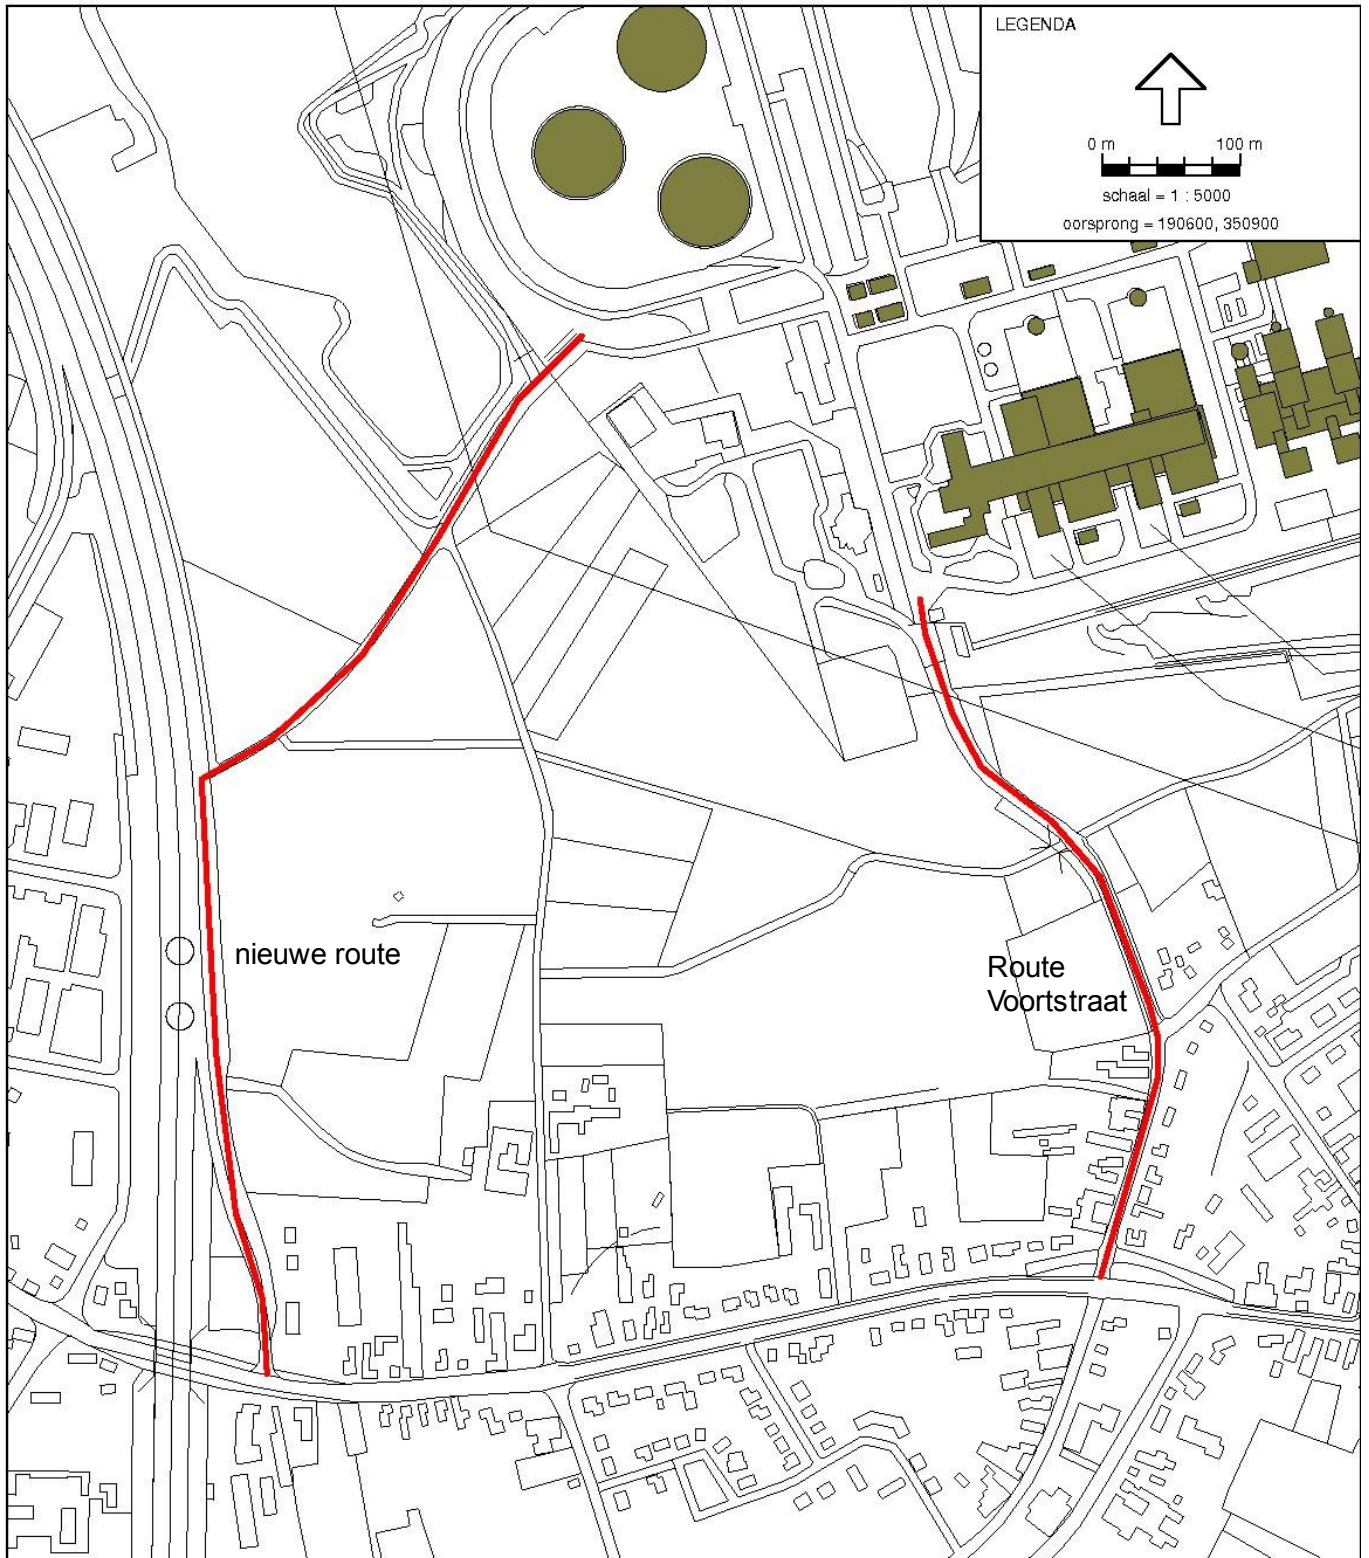 LEGENDA
0 m 100 m
schaal = 1 : 5000
oorsprong = 190600, 350900
nieuwe route
Route
Voortstraat